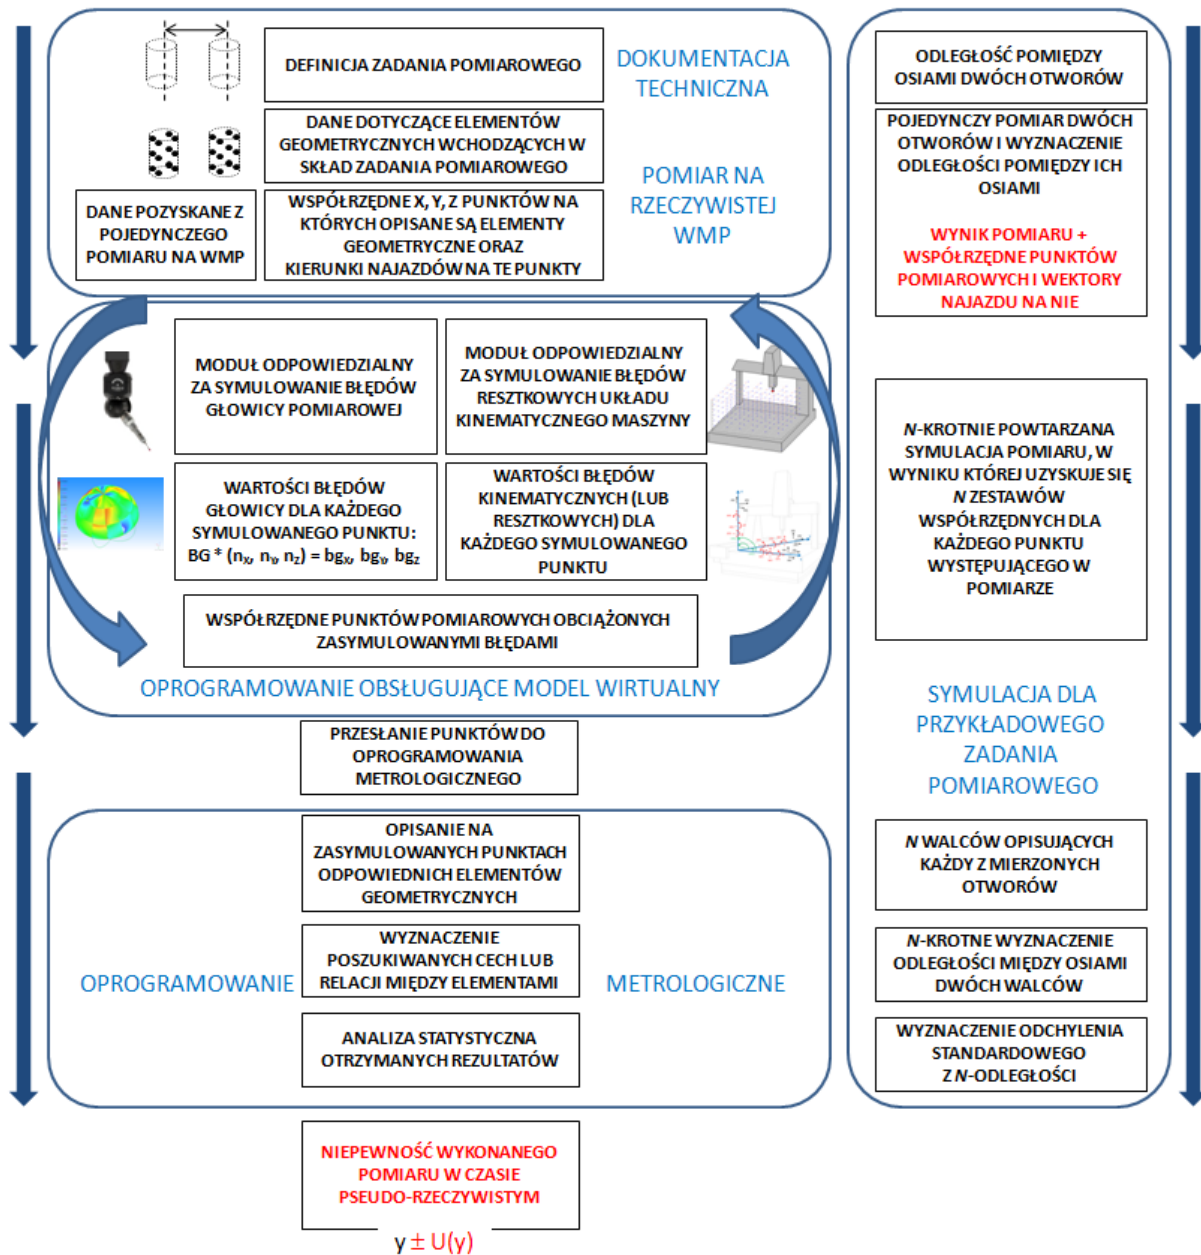 DEFINICJA ZADANIA POMIAROWEGO
DOKUMENTACJA
TECHNICZNA
DANE DOTYCZĄCE ELEMENTÓW
GEOMETRYCZNYCH WCHODZĄCYCH W
SKŁAD ZADANIA POMIAROWEGO
POMIAR NA
RZECZYWISTEJ
WMP
DANE POZYSKANE Z
POJEDYNCZEGO
POMIARU NA WMP
WSPÓŁRZĘDNE X, Y, Z PUNKTÓW NA
KTÓRYCH OPISANE SĄ ELEMENTY
GEOMETRYCZNE ORAZ
KIERUNKI NAJAZDÓW NA TE PUNKTY
MODUŁ ODPOWIEDZIALNY
ZA SYMULOWANIE BŁĘDÓW
GŁOWICY POMIAROWEJ
MODUŁ ODPOWIEDZIALNY
ZA SYMULOWANIE BŁĘDÓW
RESZTKOWYCH UKŁADU
KINEMATYCZNEGO MASZYNY
WARTOŚCI BŁĘDÓW
GŁOWICY DLA KAŻDEGO
SYMULOWANEGO PUNKTU:
BG * (nₓ, nᵧ, n_z) = bgₓ, bgᵧ, bg_z
WARTOŚCI BŁĘDÓW
KINEMATYCZNYCH (LUB
RESZTKOWYCH) DLA
KAŻDEGO SYMULOWANEGO
PUNKTU
WSPÓŁRZĘDNE PUNKTÓW POMIAROWYCH OBCIĄŻONYCH
ZASYMULOWANYMI BŁĘDAMI
OPROGRAMOWANIE OBSŁUGUJĄCE MODEL WIRTUALNY
PRZESŁANIE PUNKTÓW DO
OPROGRAMOWANIA
METROLOGICZNEGO
OPISANIE NA
ZASYMULOWANYCH PUNKTACH
ODPOWIEDNICH ELEMENTÓW
GEOMETRYCZNYCH
WYZNACZENIE
POSZUKIWANYCH CECH LUB
RELACJI MIĘDZY ELEMENTAMI
OPROGRAMOWANIE
METROLOGICZNE
ANALIZA STATYSTYCZNA
OTRZYMANYCH REZULTATÓW
NIEPEWNOŚĆ WYKONANEGO
POMIARU W CZASIE
PSEUDO-RZECZYWISTYM
y ± U(y)
ODLEGŁOŚĆ POMIĘDZY
OSIAMI DWÓCH OTWORÓW
POJEDYNCZY POMIAR DWÓCH
OTWORÓW I WYZNACZENIE
ODLEGŁOŚCI POMIĘDZY ICH
OSIAMI
WYNIK POMIARU +
WSPÓŁRZĘDNE PUNKTÓW
POMIAROWYCH I WEKTORY
NAJAZDU NA NIE
N-KROTNIE POWTARZANA
SYMULACJA POMIARU, W
WYNIKU KTÓREJ UZYSKUJE SIĘ
N ZESTAWÓW
WSPÓŁRZĘDNYCH DLA
KAŻDEGO PUNKTU
WYSTĘPUJĄCEGO W
POMIARZE
SYMULACJA DLA
PRZYKŁADOWEGO
ZADANIA
POMIAROWEGO
N WALCÓW OPISUJĄCYCH
KAŻDY Z MIERZONYCH
OTWORÓW
N-KROTNE WYZNACZENIE
ODLEGŁOŚCI MIĘDZY OSIAMI
DWÓCH WALCÓW
WYZNACZENIE ODCHYLENIA
STANDARDOWEGO
Z N-ODLEGŁOŚCI